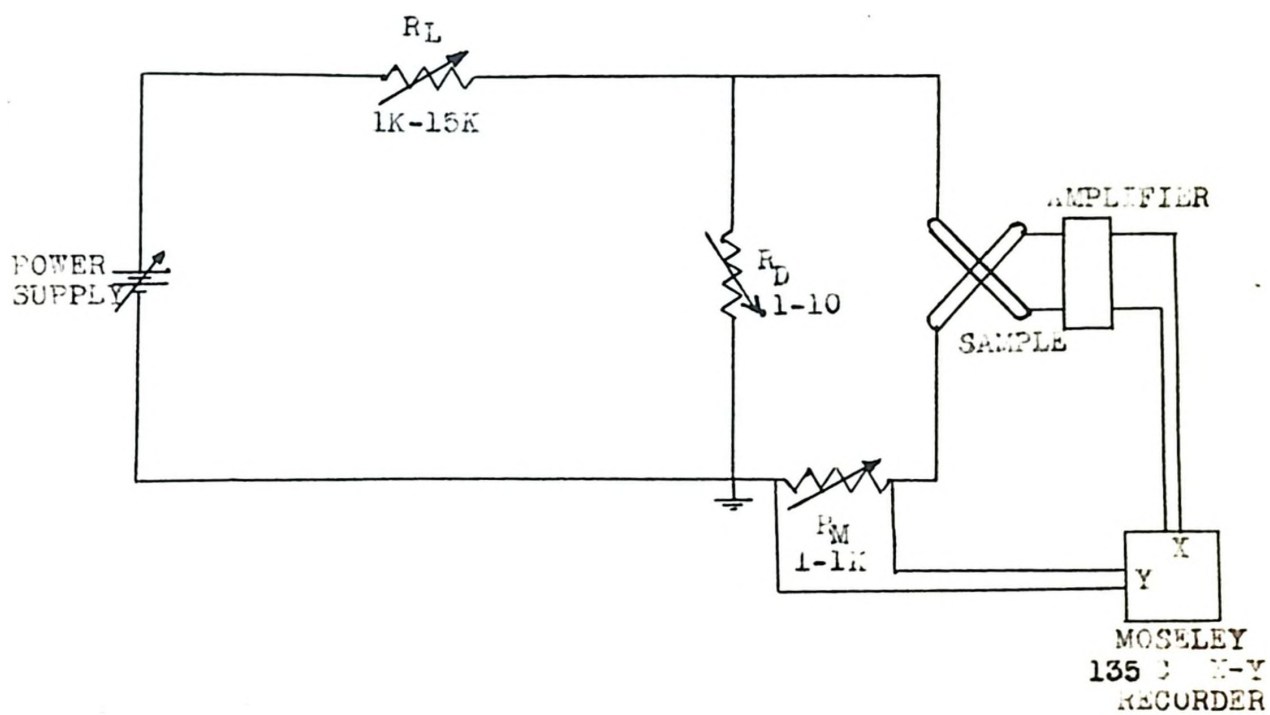 RL
1K-15K
POWER
SUPPLY
RD
1-10
AMPLIFIER
SAMPLE
RM
1-1K
X
Y
MOSELEY
135 X-Y
RECORDER